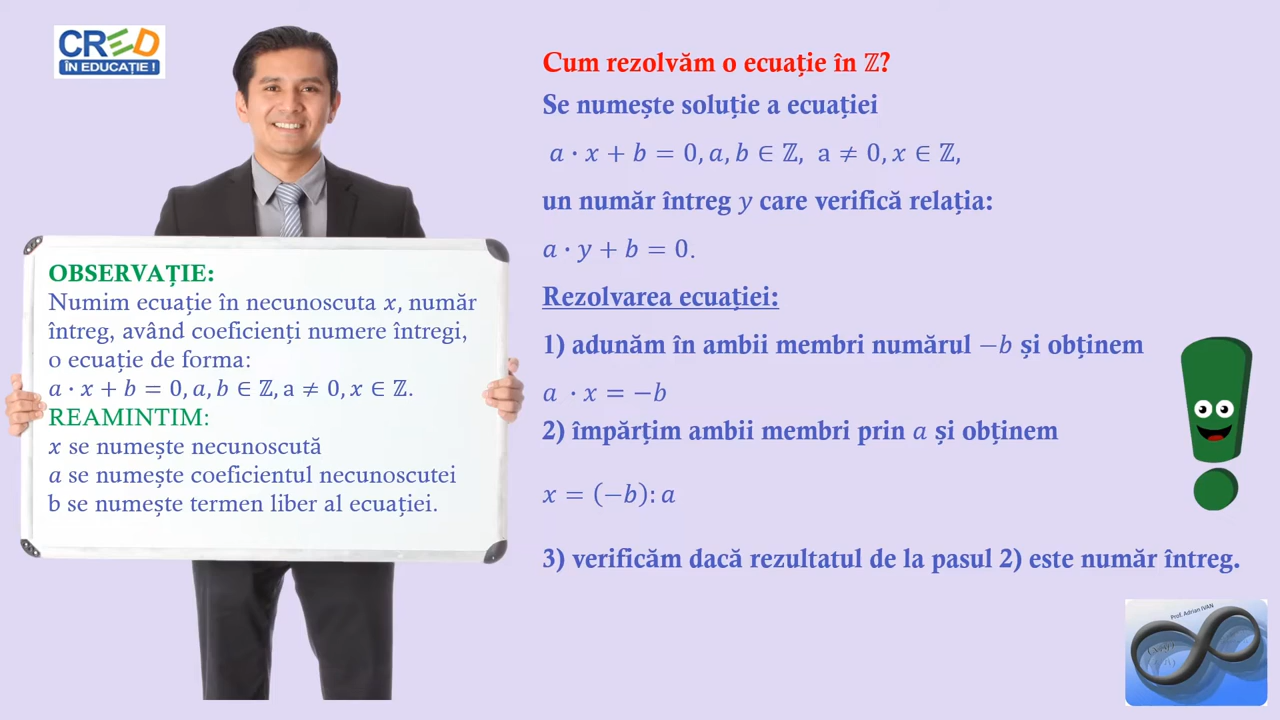 CRED
ÎN EDUCAȚIE !
OBSERVAȚIE:
Numim ecuație în necunoscuta x, număr
întreg, având coeficienți numere întregi,
o ecuație de forma:
a · x + b = 0, a, b ∈ ℤ, a ≠ 0, x ∈ ℤ.
REAMINTIM:
x se numește necunoscută
a se numește coeficientul necunoscutei
b se numește termen liber al ecuației.
Cum rezolvăm o ecuație în ℤ?
Se numește soluție a ecuației
a · x + b = 0, a, b ∈ ℤ, a ≠ 0, x ∈ ℤ,
un număr întreg y care verifică relația:
a · y + b = 0.
Rezolvarea ecuației:
1) adunăm în ambii membri numărul −b și obținem
a · x = −b
2) împărțim ambii membri prin a și obținem
x = (−b): a
3) verificăm dacă rezultatul de la pasul 2) este număr întreg.
Prof. Adrian IVAN